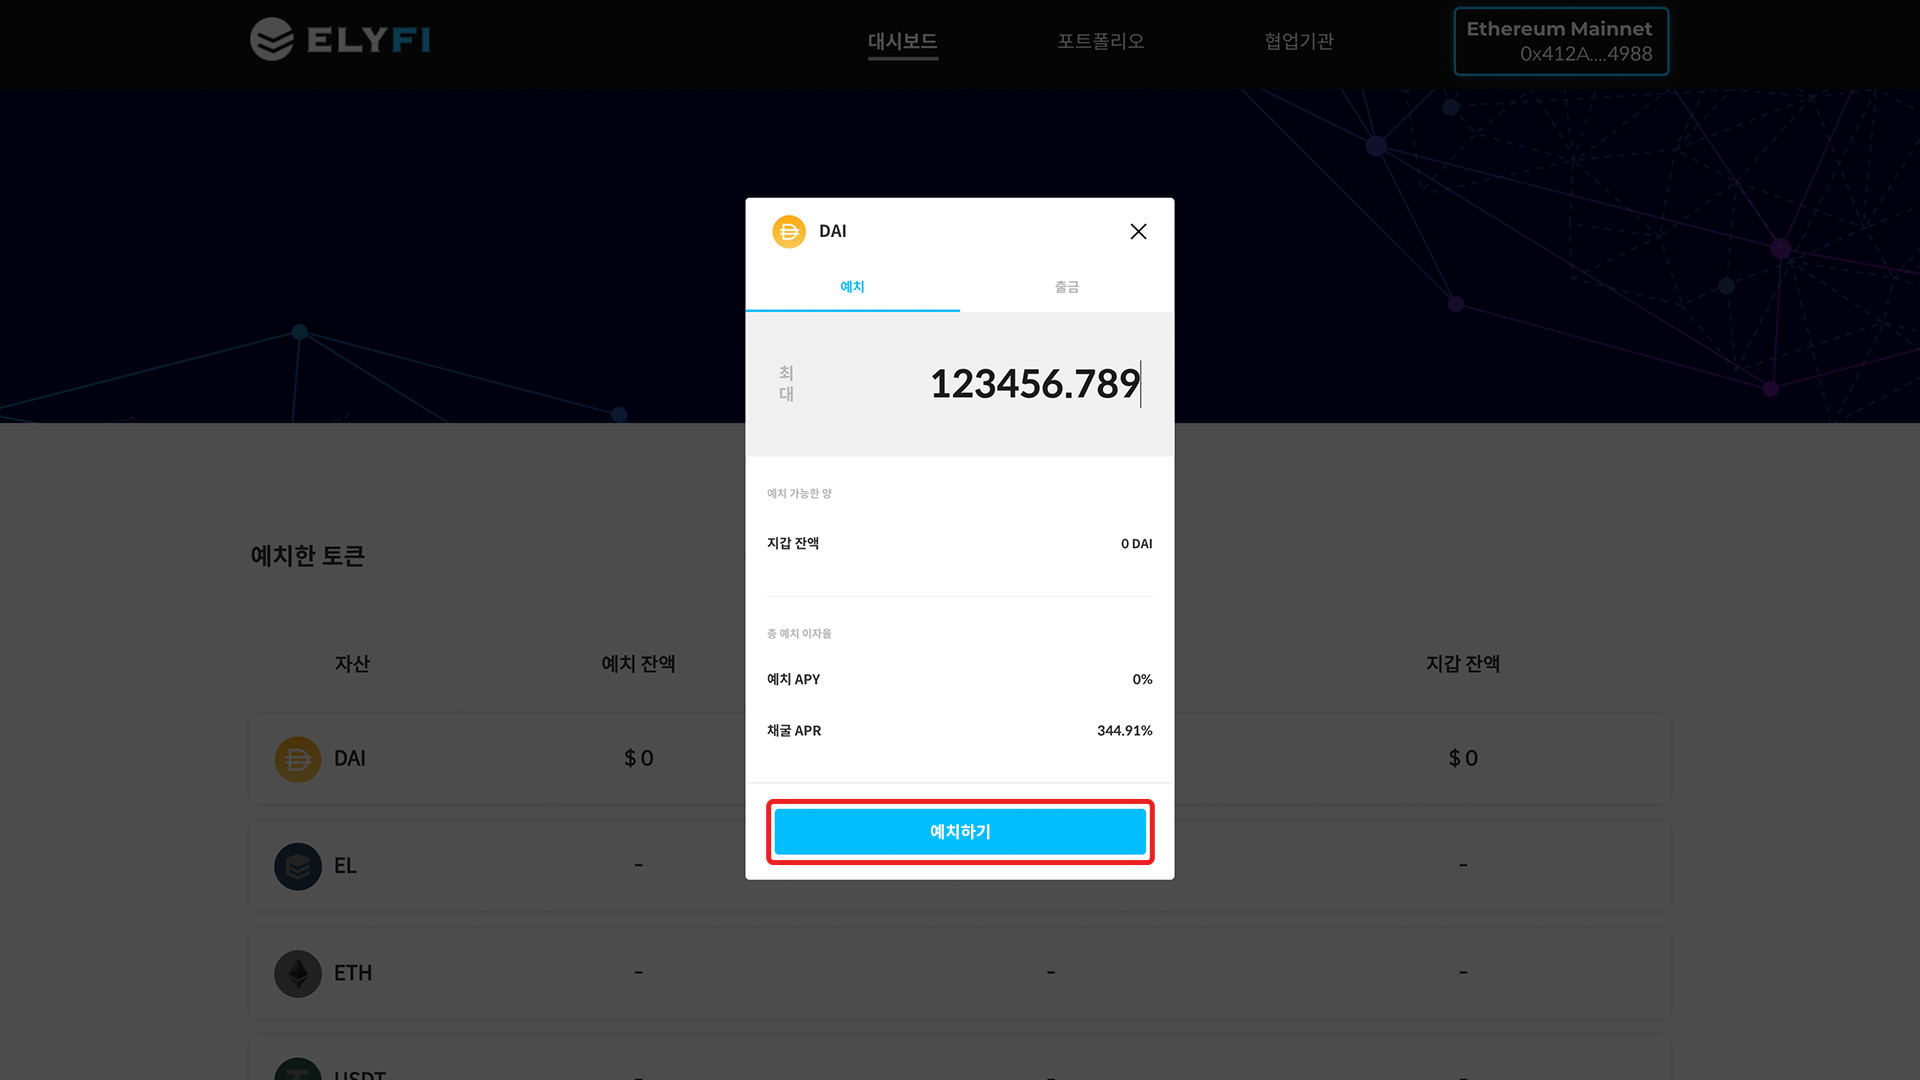 ELYFI
대시보드
포트폴리오
협업기관
Ethereum Mainnet
0x412A....4988
DAI
예치
출금
최
대
123456.789
예치 가능한 양
지갑 잔액
0 DAI
총 예치 이자율
예치 APY
0%
채굴 APR
344.91%
예치하기
예치한 토큰
자산
예치 잔액
지갑 잔액
DAI
$ 0
$ 0
EL
-
-
ETH
-
-
-
USDT
-
-
-